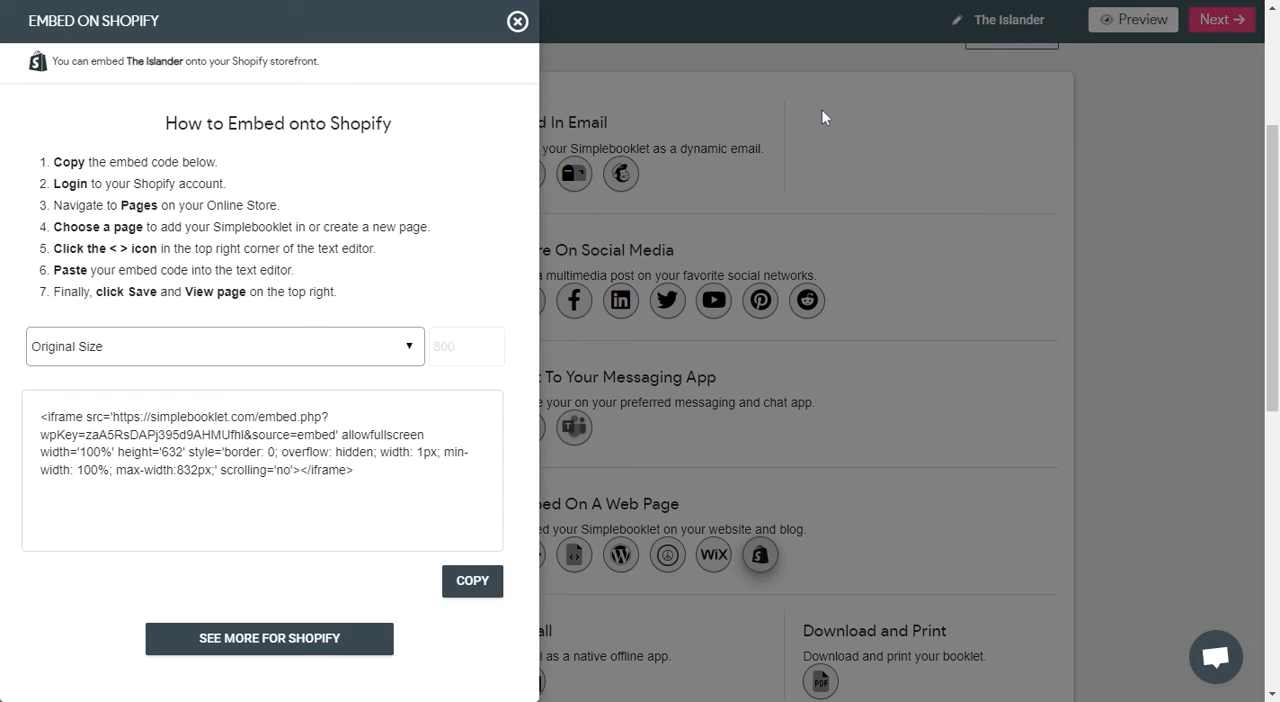 EMBED ON SHOPIFY
The Islander
Preview
Next →
You can embed The Islander onto your Shopify storefront.
How to Embed onto Shopify
1. Copy the embed code below.
2. Login to your Shopify account.
3. Navigate to Pages on your Online Store.
4. Choose a page to add your Simplebooklet in or create a new page.
5. Click the < > icon in the top right corner of the text editor.
6. Paste your embed code into the text editor.
7. Finally, click Save and View page on the top right.
Original Size
800
<iframe src='https://simplebooklet.com/embed.php?
wpKey=zaA5RsDAPj395d9AHMUfhl&source=embed' allowfullscreen
width='100%' height='632' style='border: 0; overflow: hidden; width: 1px; min-
width: 100%; max-width:832px;' scrolling='no'></iframe>
COPY
SEE MORE FOR SHOPIFY
d In Email
your Simplebooklet as a dynamic email.
re On Social Media
a multimedia post on your favorite social networks.
To Your Messaging App
your on your preferred messaging and chat app.
bed On A Web Page
ed your Simplebooklet on your website and blog.
WiX
all
l as a native offline app.
Download and Print
Download and print your booklet.
PDF